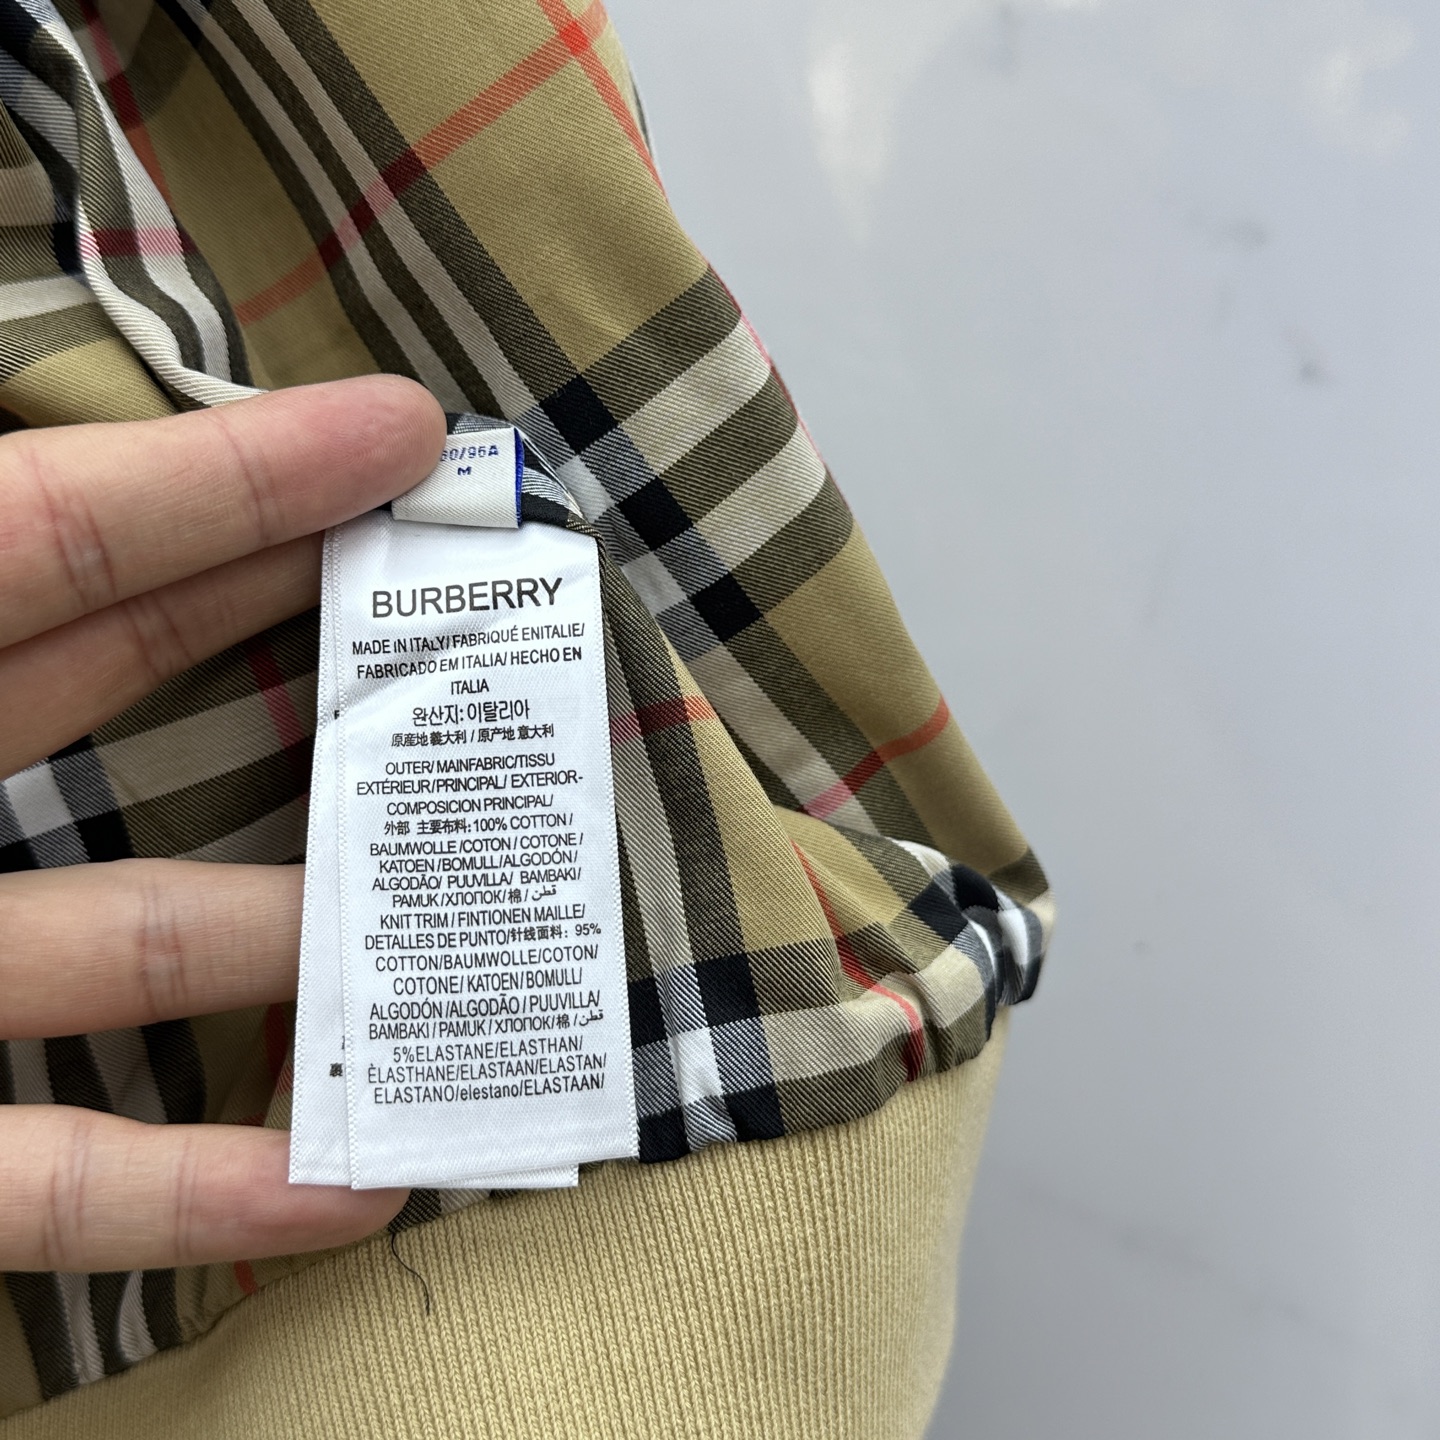 60/96A
M
BURBERRY
MADE IN ITALY/ FABRIQUÉ ENITALIE/
FABRICADO EM ITALIA/ HECHO EN
ITALIA
완산지: 이탈리아
原産地 義大利 / 原产地 意大利
OUTER/ MAINFABRIC/TISSU
EXTÉRIEUR/PRINCIPAL/ EXTERIOR-
COMPOSICION PRINCIPAL/
外部 主要布料: 100% COTTON /
BAUMWOLLE /COTON / COTONE /
KATOEN /BOMULL/ALGODÓN /
ALGODÃO/ PUUVILLA/ BAMBAKI/
PAMUK /ХЛОПОК/ 棉 / قطن
KNIT TRIM / FINTIONEN MAILLE/
DETALLES DE PUNTO/针线面料: 95%
COTTON/BAUMWOLLE/COTON/
COTONE/ KATOEN /BOMULL/
ALGODÓN /ALGODÃO / PUUVILLA/
BAMBAKI / PAMUK / ХЛОПОК/ 棉 / قطن/
5%ELASTANE/ELASTHAN/
ÈLASTHANE/ELASTAAN/ELASTAN/
ELASTANO/elestano/ELASTAAN/
裏